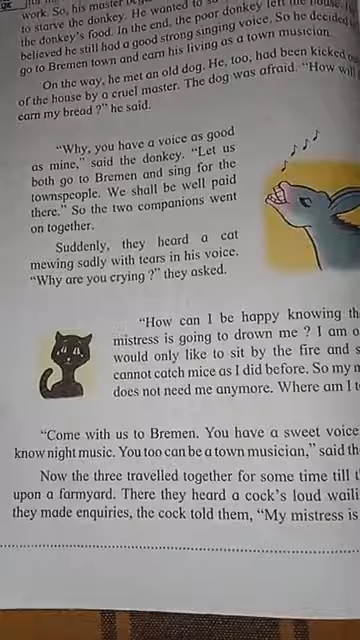 work. So, his master
to starve the donkey. He wanted to
the donkey's food. In the end, the poor donkey left the house.
believed he still had a good strong singing voice. So he decided
go to Bremen town and earn his living as a town musician.
On the way, he met an old dog. He, too, had been kicked
of the house by a cruel master. The dog was afraid. "How will
earn my bread ?" he said.
"Why, you have a voice as good
as mine," said the donkey. "Let us
both go to Bremen and sing for the
townspeople. We shall be well paid
there." So the two companions went
on together.
Suddenly, they heard a cat
mewing sadly with tears in his voice.
"Why are you crying ?" they asked.
"How can I be happy knowing th
mistress is going to drown me ? I am o
would only like to sit by the fire and s
cannot catch mice as I did before. So my m
does not need me anymore. Where am I t
"Come with us to Bremen. You have a sweet voice
know night music. You too can be a town musician," said th
Now the three travelled together for some time till t
upon a farmyard. There they heard a cock's loud waili
they made enquiries, the cock told them, "My mistress is